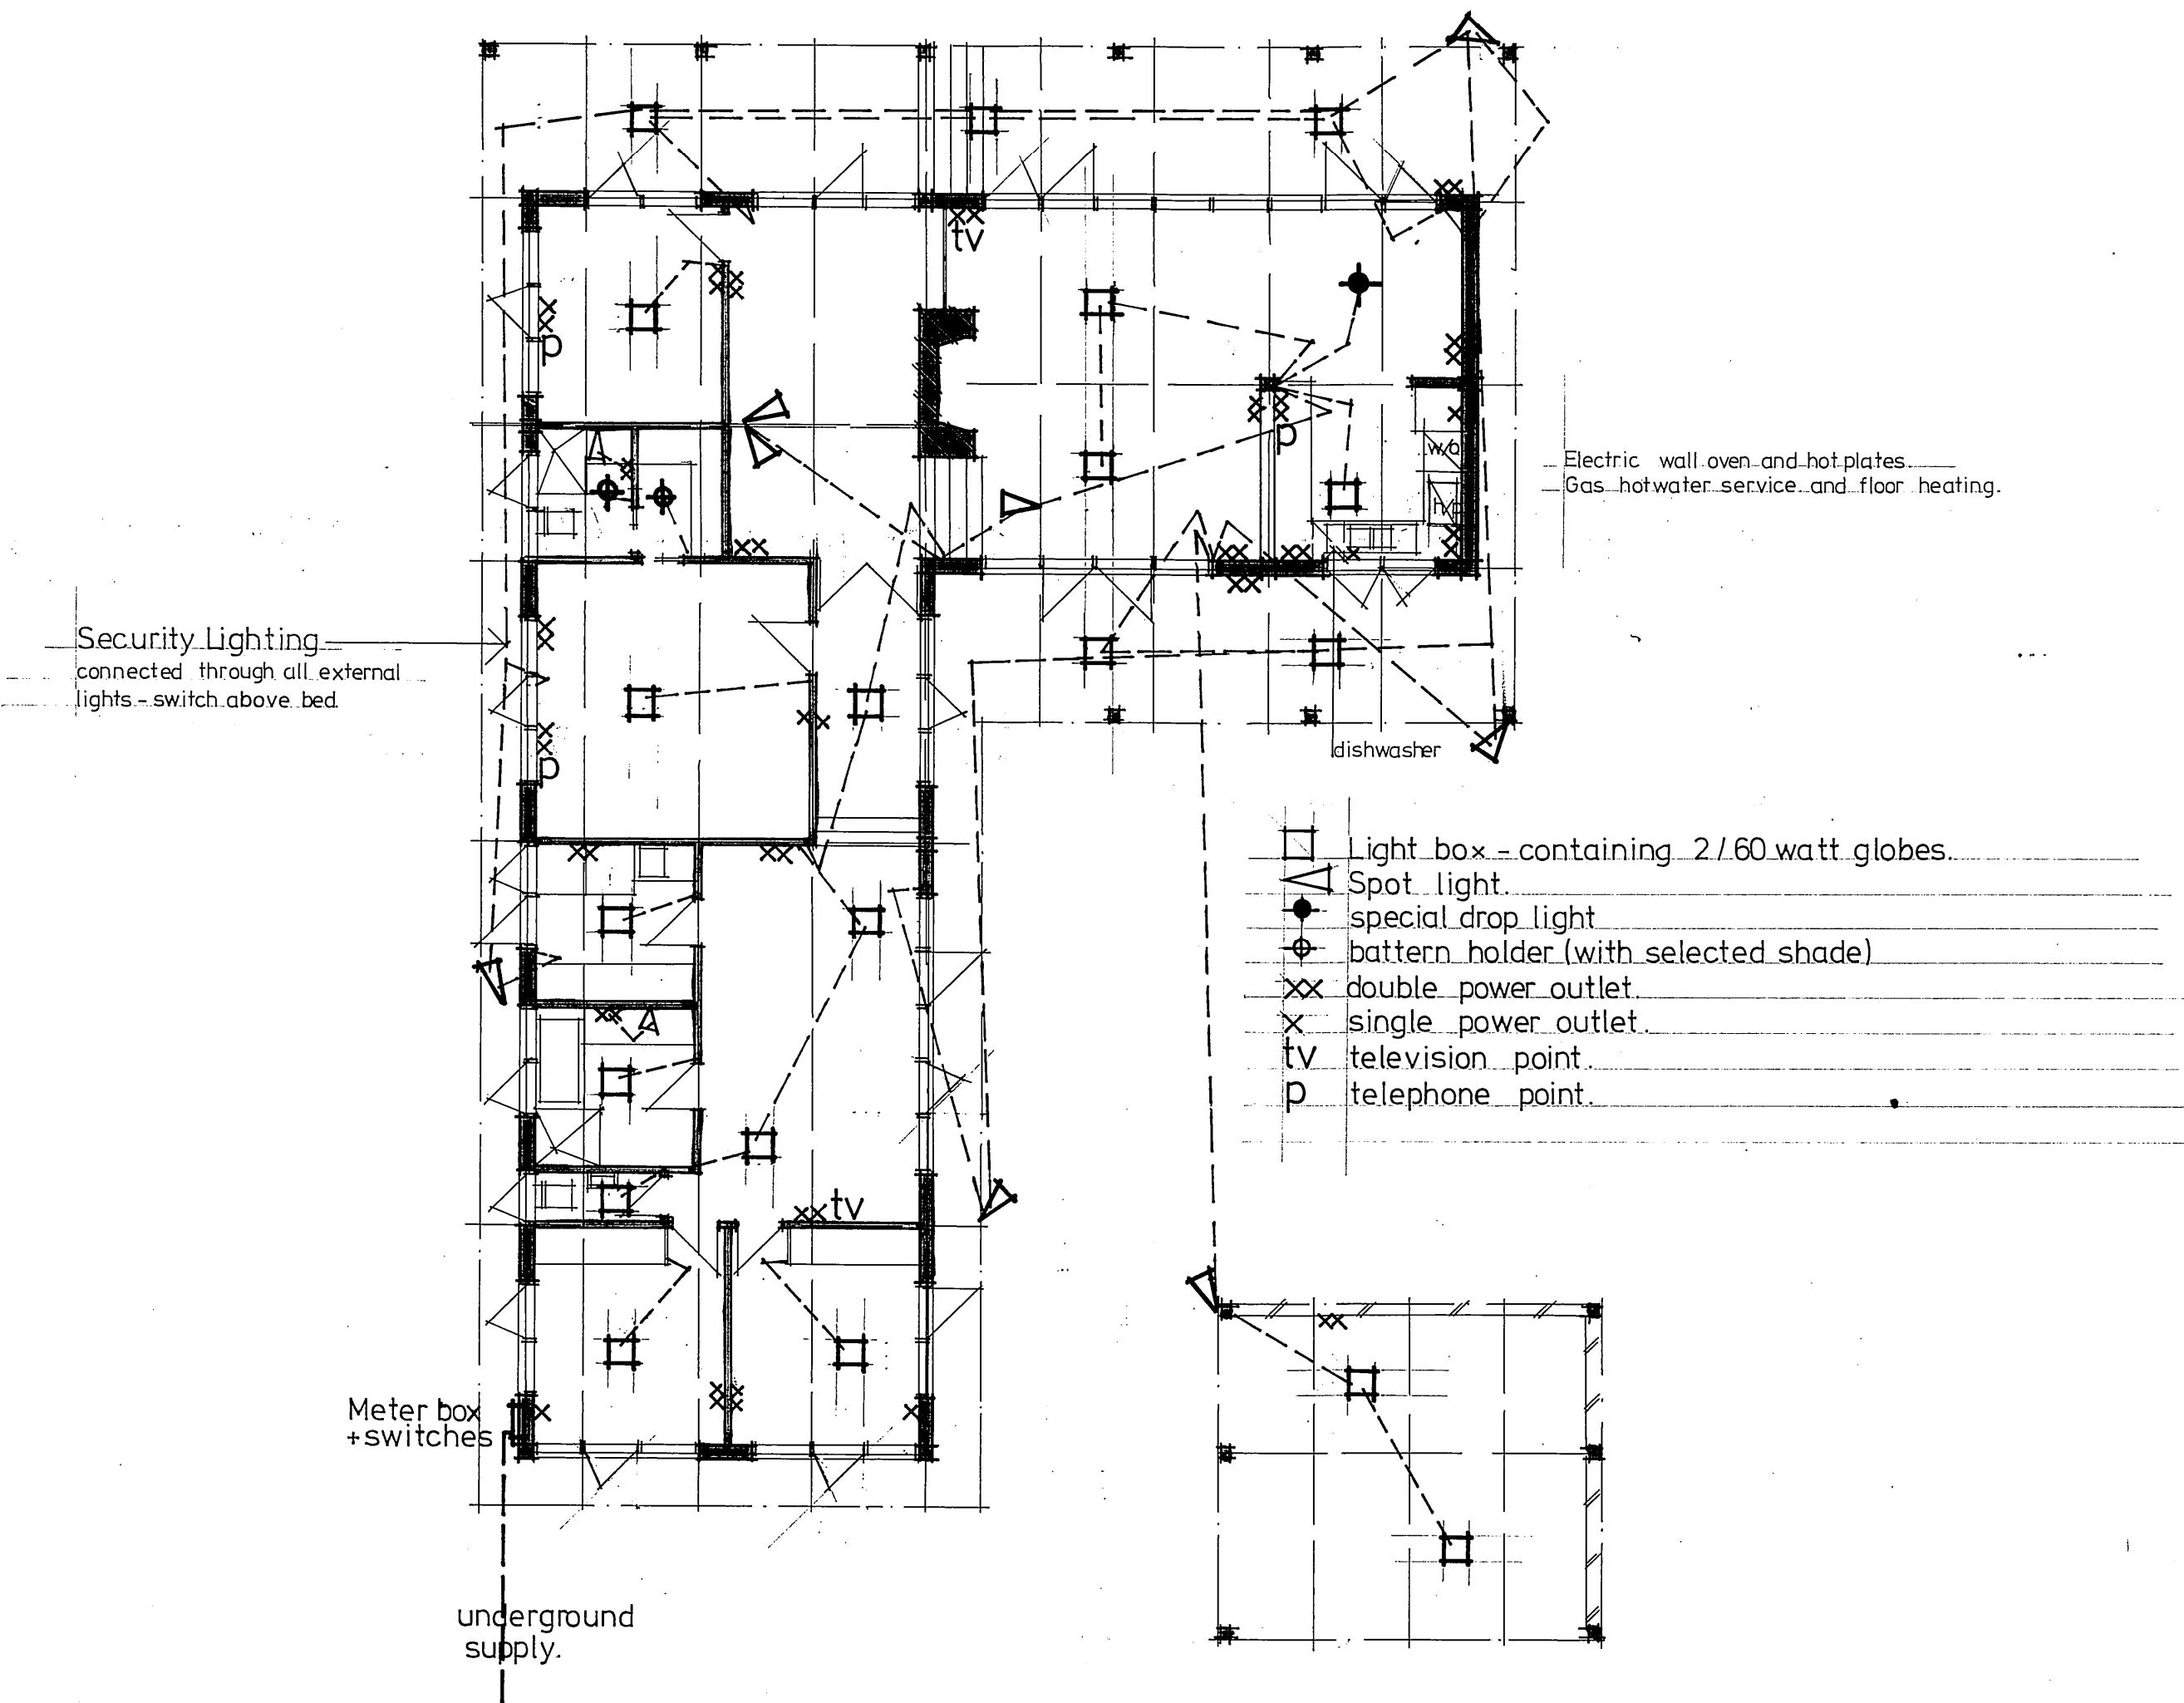 tv
p
p
w/o
hp
Electric wall oven and hot plates
Gas hotwater service and floor heating.
Security Lighting
connected through all external
lights - switch above bed.
p
dishwasher
Light box - containing 2/60 watt globes.
Spot light.
special drop light
battern holder (with selected shade)
XX double power outlet.
X single power outlet.
tv television point.
p telephone point.
tv
Meter box
+switches
underground
supply.